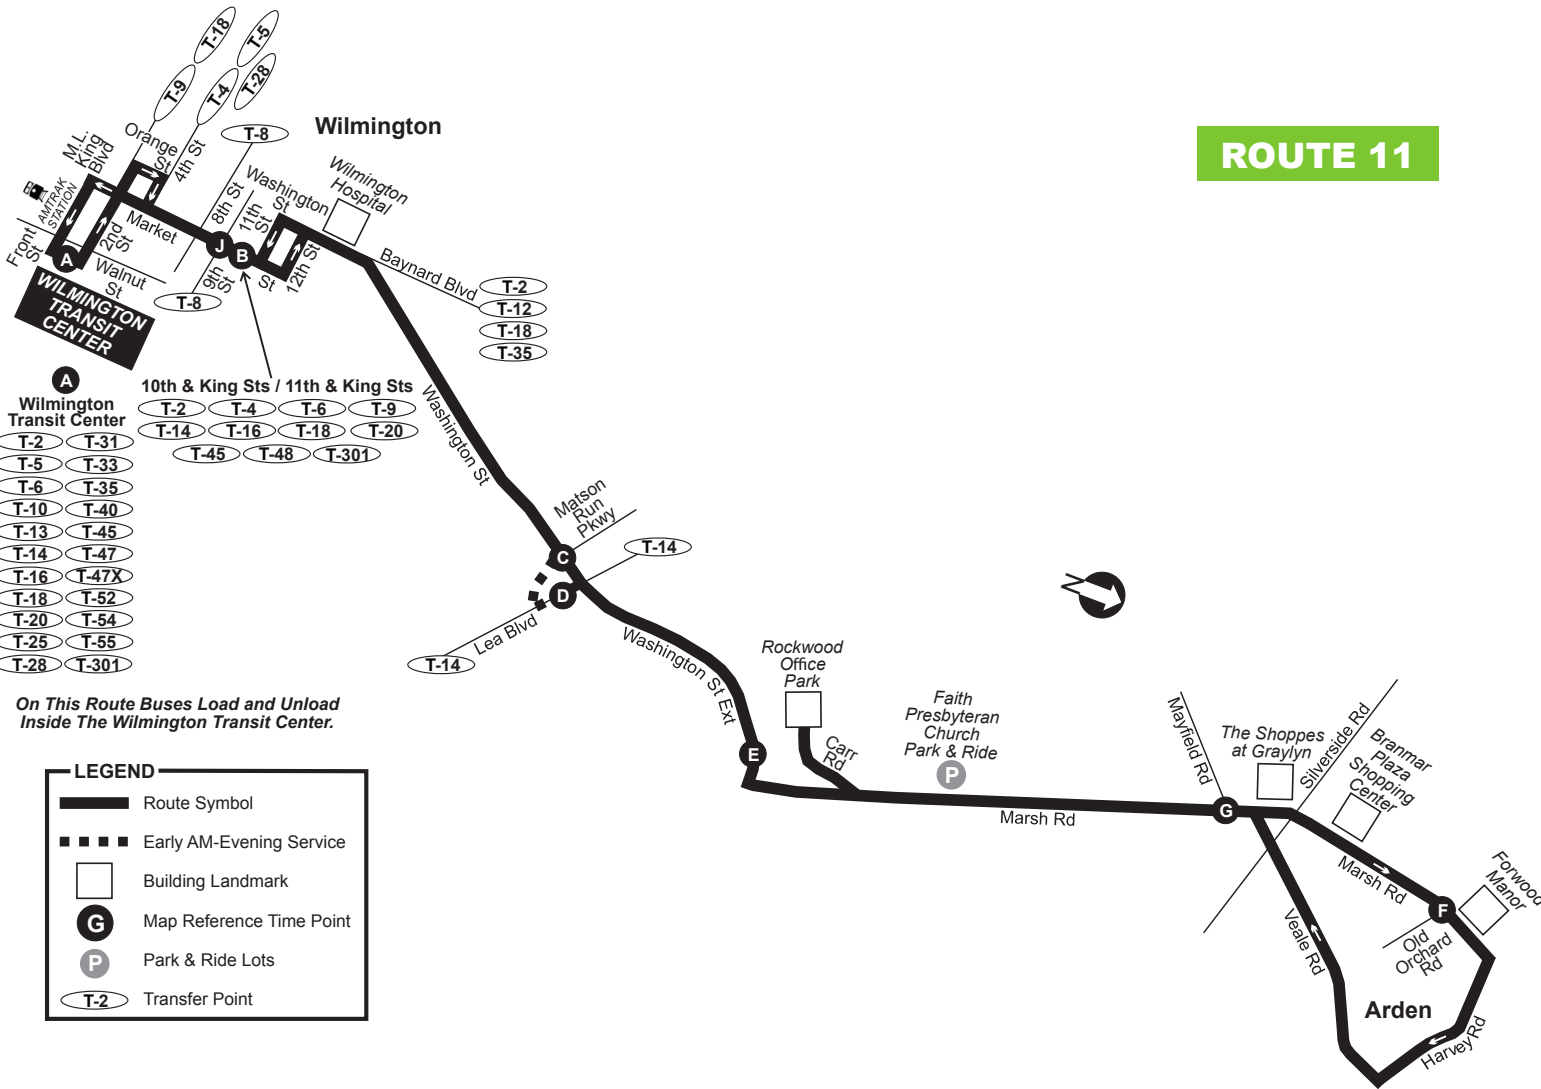 ROUTE 11
T-18
T-5
T-9
T-4
T-28
T-8
Wilmington
M.L.
King
Blvd
Orange
St
4th St
AMTRAK
STATION
Front
St
2nd
St
Market
St
8th St
9th
St
11th
St
12th St
Washington
St
Wilmington
Hospital
Walnut
St
A
J
B
T-8
WILMINGTON
TRANSIT
CENTER
Baynard Blvd
T-2
T-12
T-18
T-35
A
Wilmington
Transit Center
T-2 T-31
T-5 T-33
T-6 T-35
T-10 T-40
T-13 T-45
T-14 T-47
T-16 T-47X
T-18 T-52
T-20 T-54
T-25 T-55
T-28 T-301
10th & King Sts / 11th & King Sts
T-2 T-4 T-6 T-9
T-14 T-16 T-18 T-20
T-45 T-48 T-301
Washington St
Matson
Run
Pkwy
C
D
T-14
Lea Blvd
T-14
Washington St Ext
N
E
Rockwood
Office
Park
Carr
Rd
Faith
Presbyteran
Church
Park & Ride
P
Marsh Rd
Mayfield Rd
G
The Shoppes
at Graylyn
Silverside Rd
Branmar
Plaza
Shopping
Center
Marsh Rd
F
Forwood
Manor
Old
Orchard
Rd
Veale Rd
Arden
Harvey Rd
On This Route Buses Load and Unload
Inside The Wilmington Transit Center.
LEGEND
Route Symbol
Early AM-Evening Service
Building Landmark
G Map Reference Time Point
P Park & Ride Lots
T-2 Transfer Point